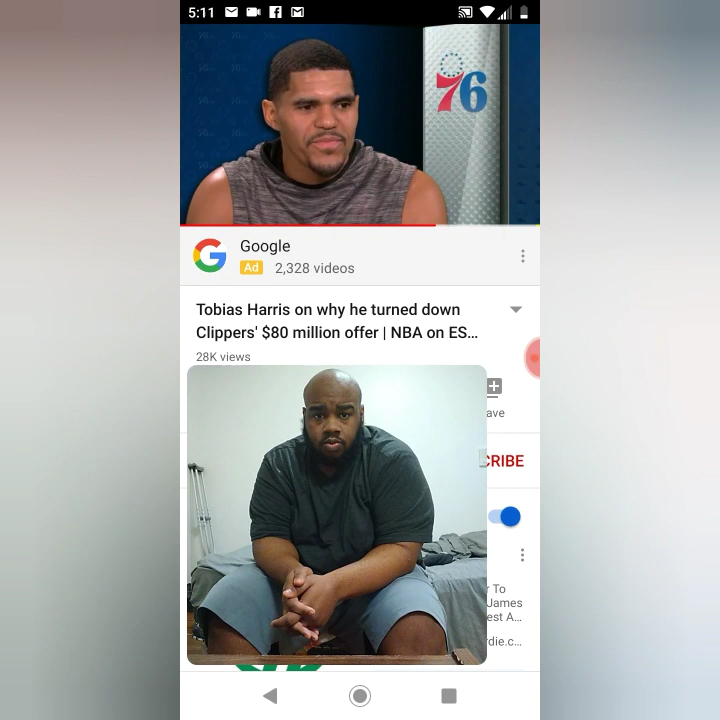 5:11
76
Google
Ad 2,328 videos
Tobias Harris on why he turned down
Clippers' $80 million offer | NBA on ES...
28K views
ave
CRIBE
r To
James
est A...
rdie.c...